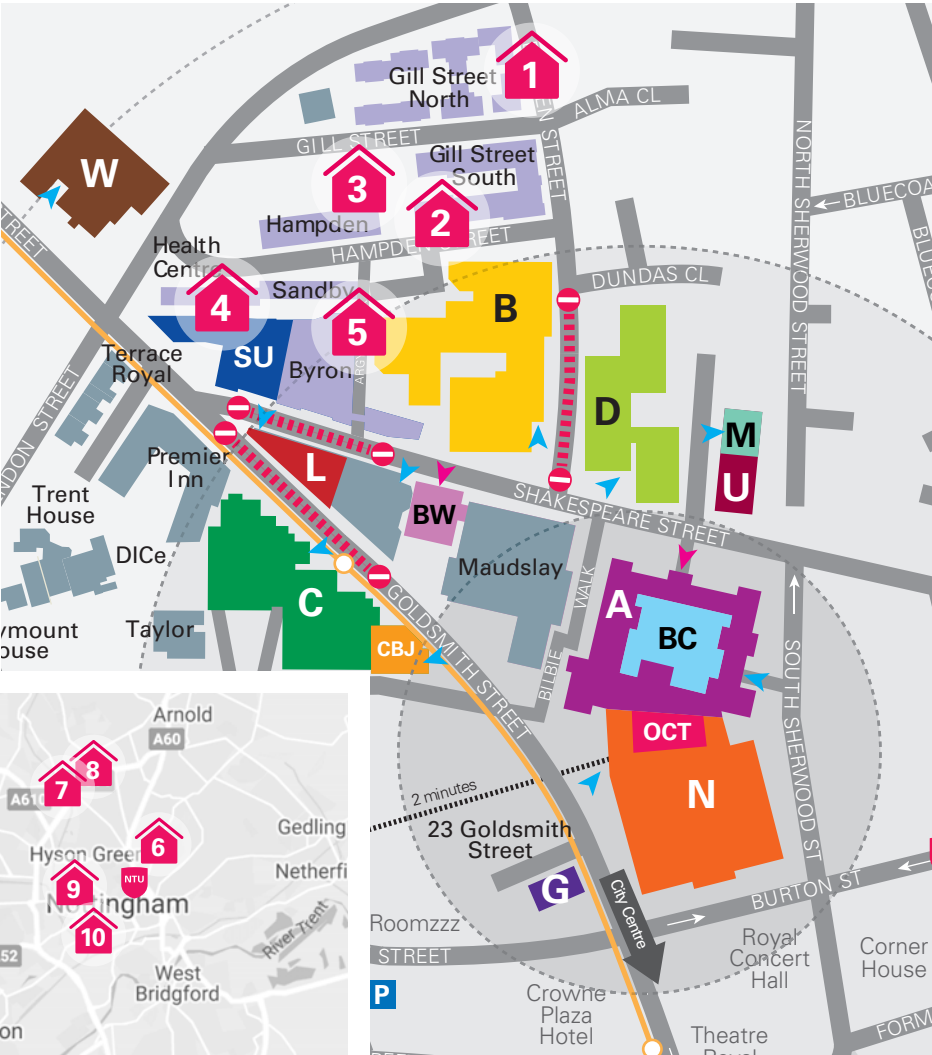 1
Gill Street
North
ALMA CL
GILL STREET
NORTH SHERWOOD STREET
W
3
Gill Street
South
2
Hampden
HAMPDEN STREET
Health
Centre
DUNDAS CL
Sandby
4
5
B
SU
Byron
Terrace
Royal
D
M
U
L
Premier
Inn
BW
SHAKESPEARE STREET
Trent
House
DICe
Maudslay
BILBIE WALK
A
BC
C
GOLDSMITH STREET
Taylor
CBJ
SOUTH SHERWOOD ST
OCT
N
2 minutes
23 Goldsmith
Street
G
City Centre
BURTON ST
Roomzzz
STREET
Royal
Concert
Hall
Corner
House
P
Crowne
Plaza
Hotel
Theatre
Arnold
A60
8
7
A610
Gedling
6
Hyson Green
NTU
9
Nottingham
10
River Trent
52
West
Bridgford